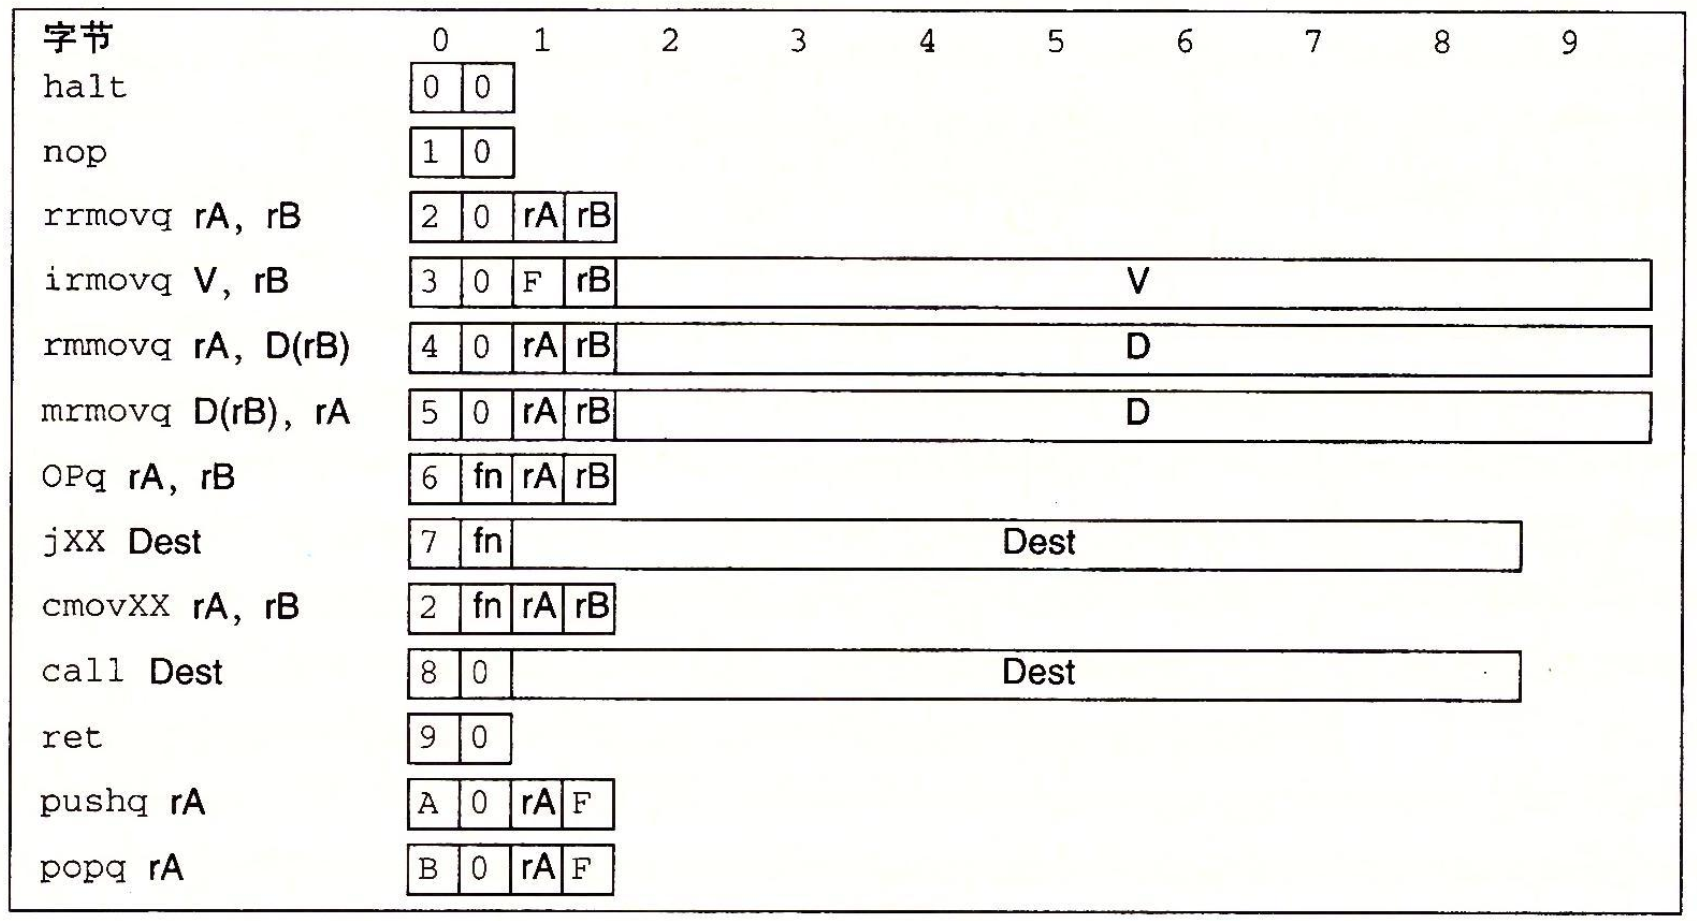 字节 0 1 2 3 4 5 6 7 8 9
halt 0 0
nop 1 0
rrmovq rA, rB 2 0 rA rB
irmovq V, rB 3 0 F rB V
rmmovq rA, D(rB) 4 0 rA rB D
mrmovq D(rB), rA 5 0 rA rB D
OPq rA, rB 6 fn rA rB
jXX Dest 7 fn Dest
cmovXX rA, rB 2 fn rA rB
call Dest 8 0 Dest
ret 9 0
pushq rA A 0 rA F
popq rA B 0 rA F